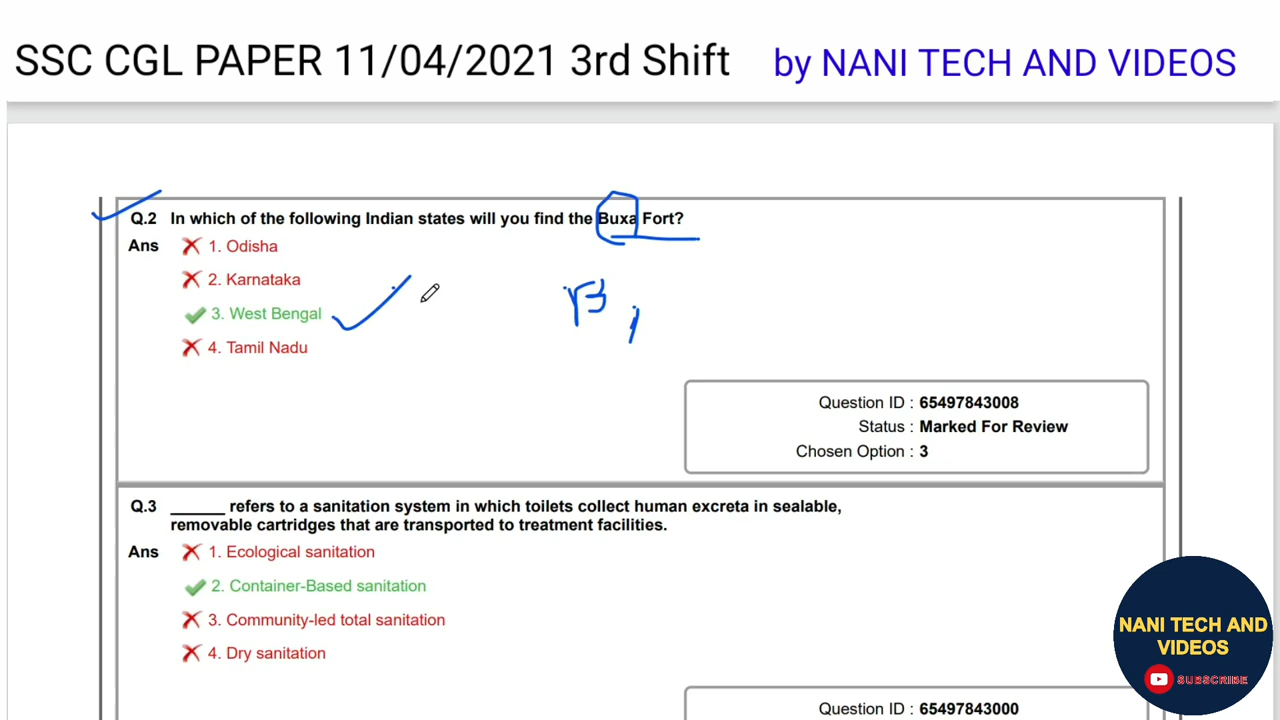 SSC CGL PAPER 11/04/2021 3rd Shift by NANI TECH AND VIDEOS
Q.2 In which of the following Indian states will you find the Buxa Fort?
Ans 1. Odisha
2. Karnataka
3. West Bengal
4. Tamil Nadu
Question ID : 65497843008
Status : Marked For Review
Chosen Option : 3
Q.3 ______ refers to a sanitation system in which toilets collect human excreta in sealable,
removable cartridges that are transported to treatment facilities.
Ans 1. Ecological sanitation
2. Container-Based sanitation
3. Community-led total sanitation
4. Dry sanitation
Question ID : 65497843000
NANI TECH AND
VIDEOS
SUBSCRIBE